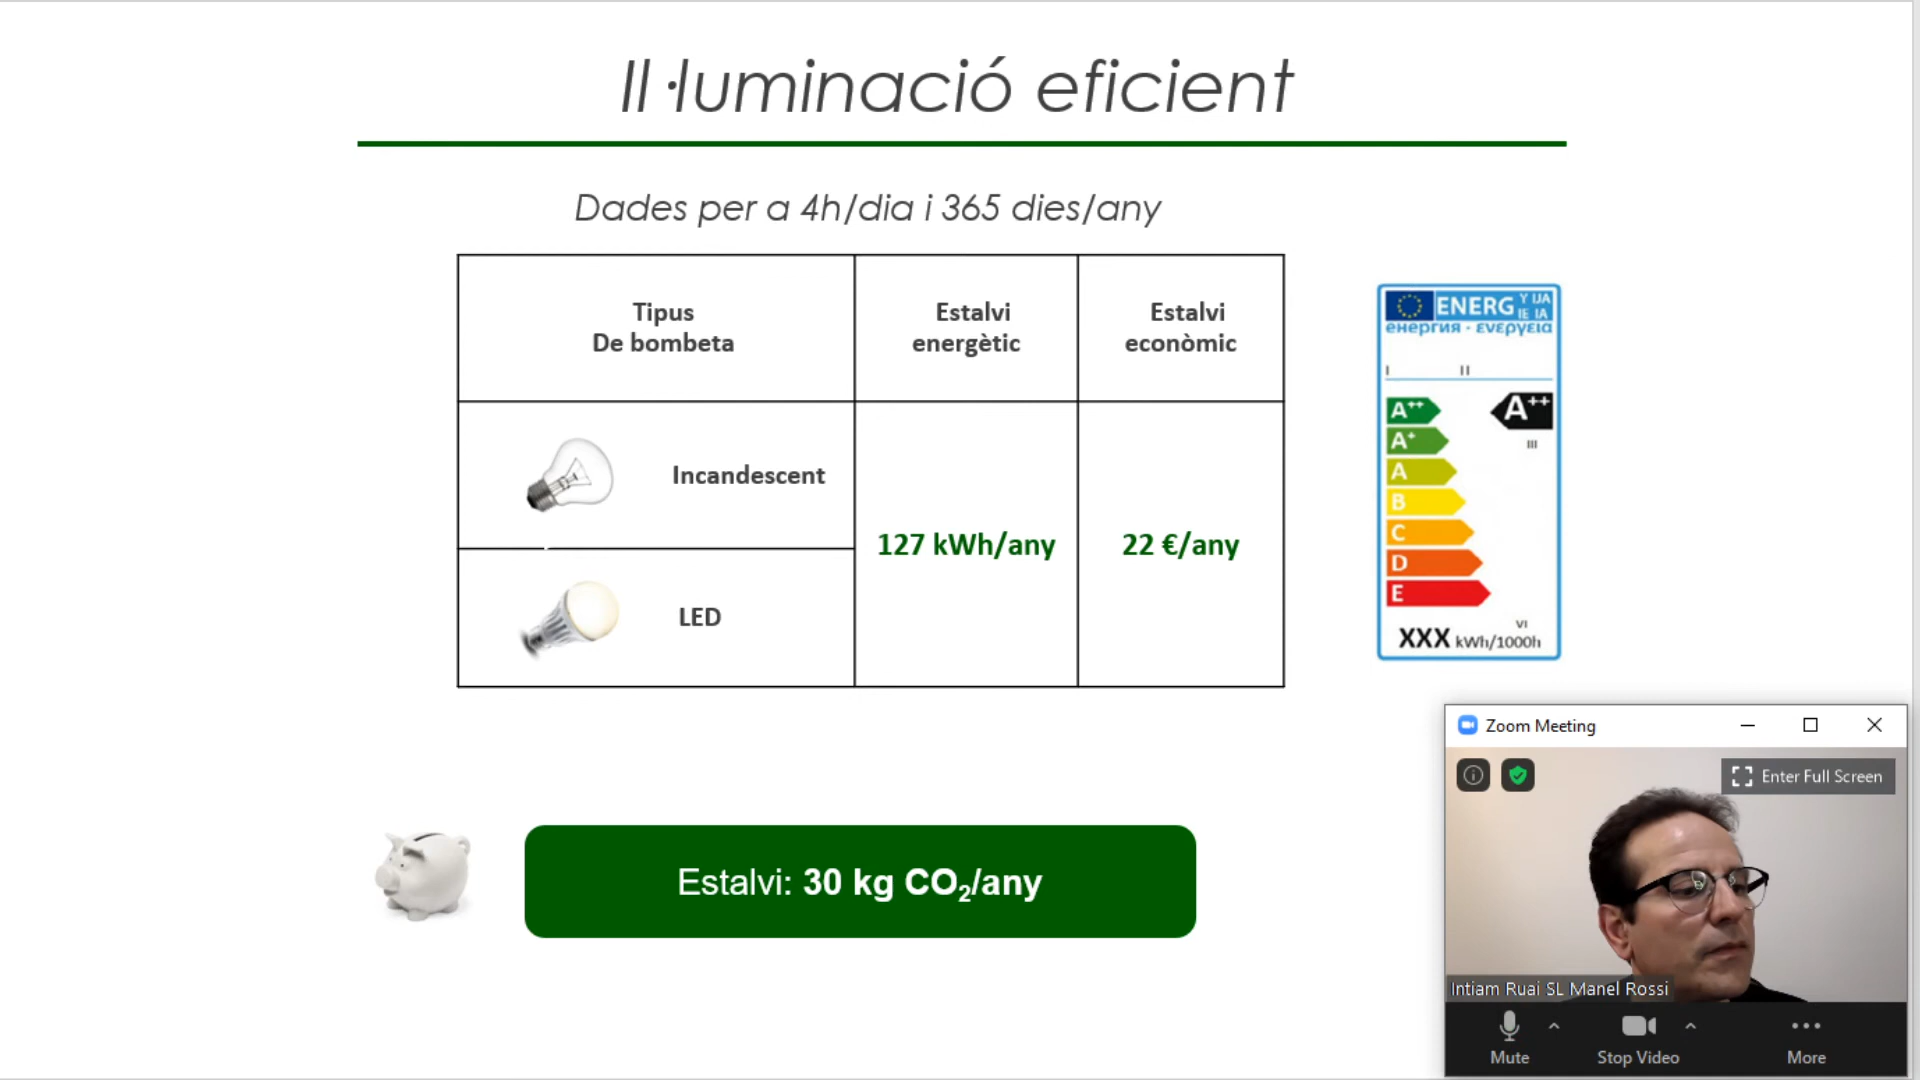 Il·luminació eficient
Dades per a 4h/dia i 365 dies/any
Tipus
De bombeta
Estalvi
energètic
Estalvi
econòmic
Incandescent
127 kWh/any
22 €/any
LED
ENERG Y IJA
IE IA
енергия · ενεργεια
I II
A++
A++
A+
III
A
B
C
D
E
VI
XXX kWh/1000h
Estalvi: 30 kg CO₂/any
Zoom Meeting
Enter Full Screen
Intiam Ruai SL Manel Rossi
Mute
Stop Video
More